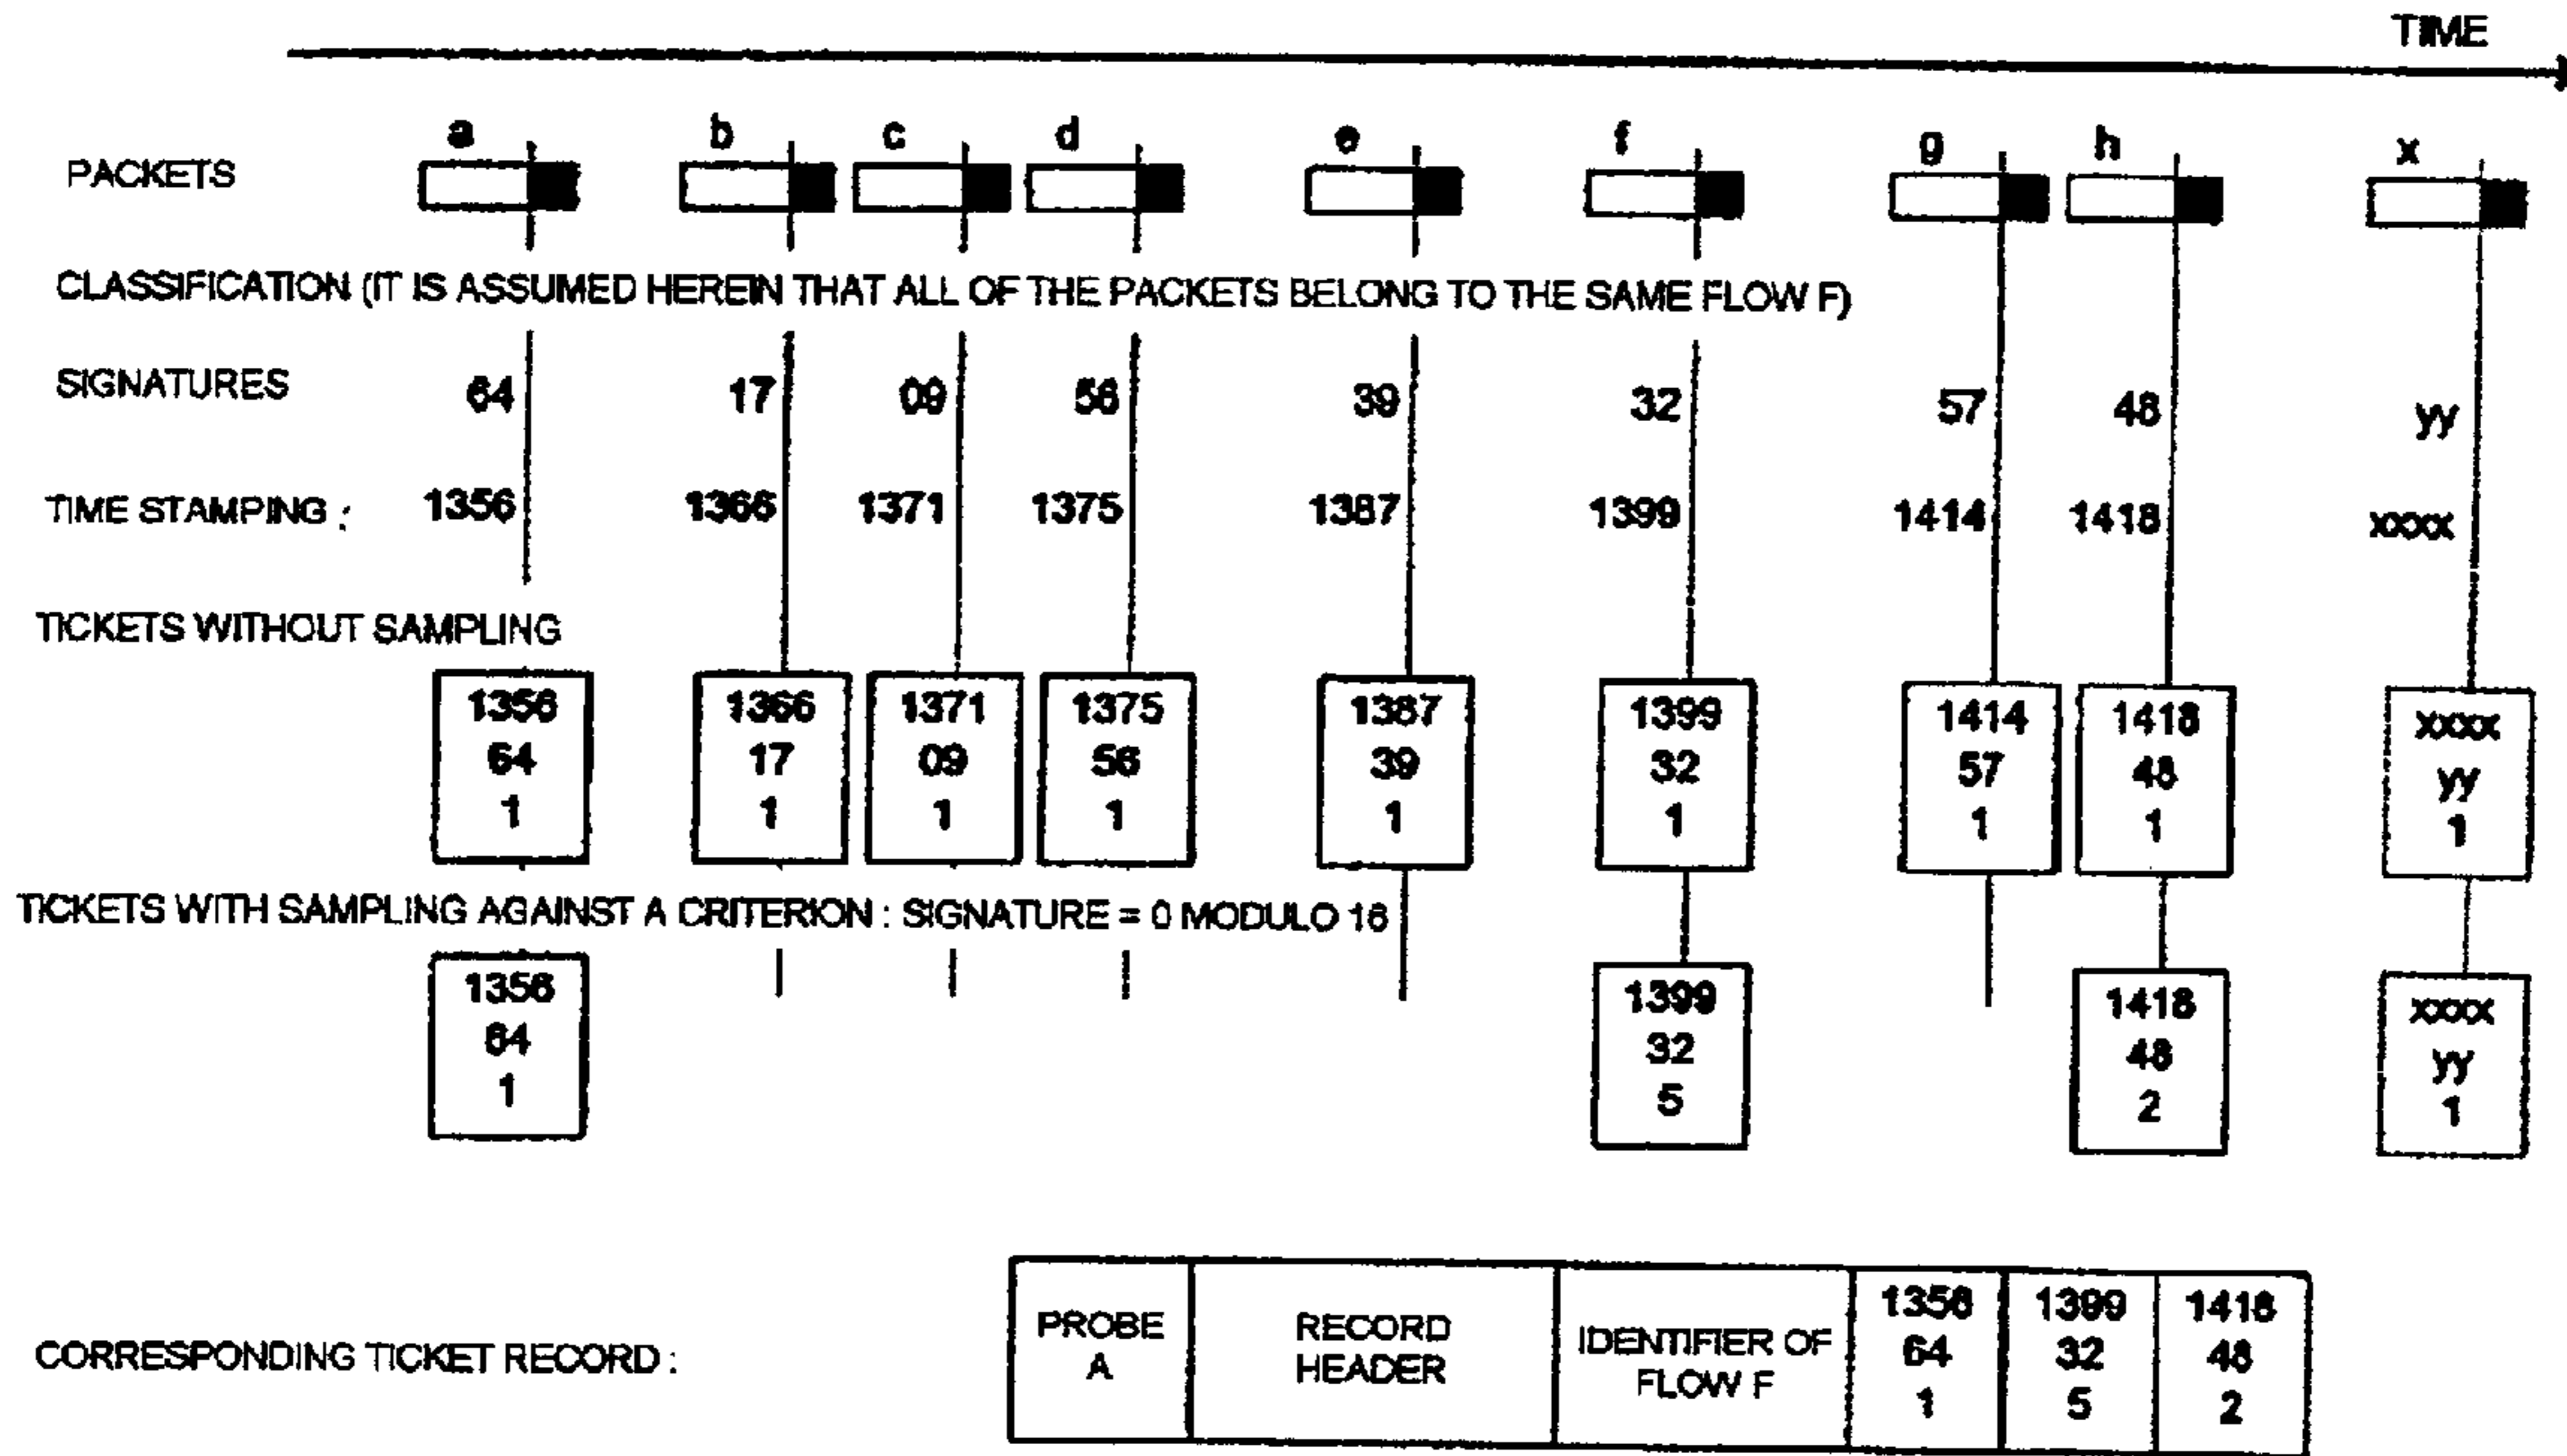 TIME
a b c d e f g h x
PACKETS
CLASSIFICATION (IT IS ASSUMED HEREIN THAT ALL OF THE PACKETS BELONG TO THE SAME FLOW F)
SIGNATURES 64 17 09 56 39 32 57 48 yy
TIME STAMPING : 1356 1366 1371 1375 1387 1399 1414 1418 xxxx
TICKETS WITHOUT SAMPLING
1356 1366 1371 1375 1387 1399 1414 1418 xxxx
64 17 09 56 39 32 57 48 yy
1 1 1 1 1 1 1 1 1
TICKETS WITH SAMPLING AGAINST A CRITERION : SIGNATURE = 0 MODULO 16
1356 1399 1418 xxxx
64 32 48 yy
1 5 2 1
CORRESPONDING TICKET RECORD :
PROBE
A
RECORD
HEADER
IDENTIFIER OF
FLOW F
1356 1399 1418
64 32 48
1 5 2